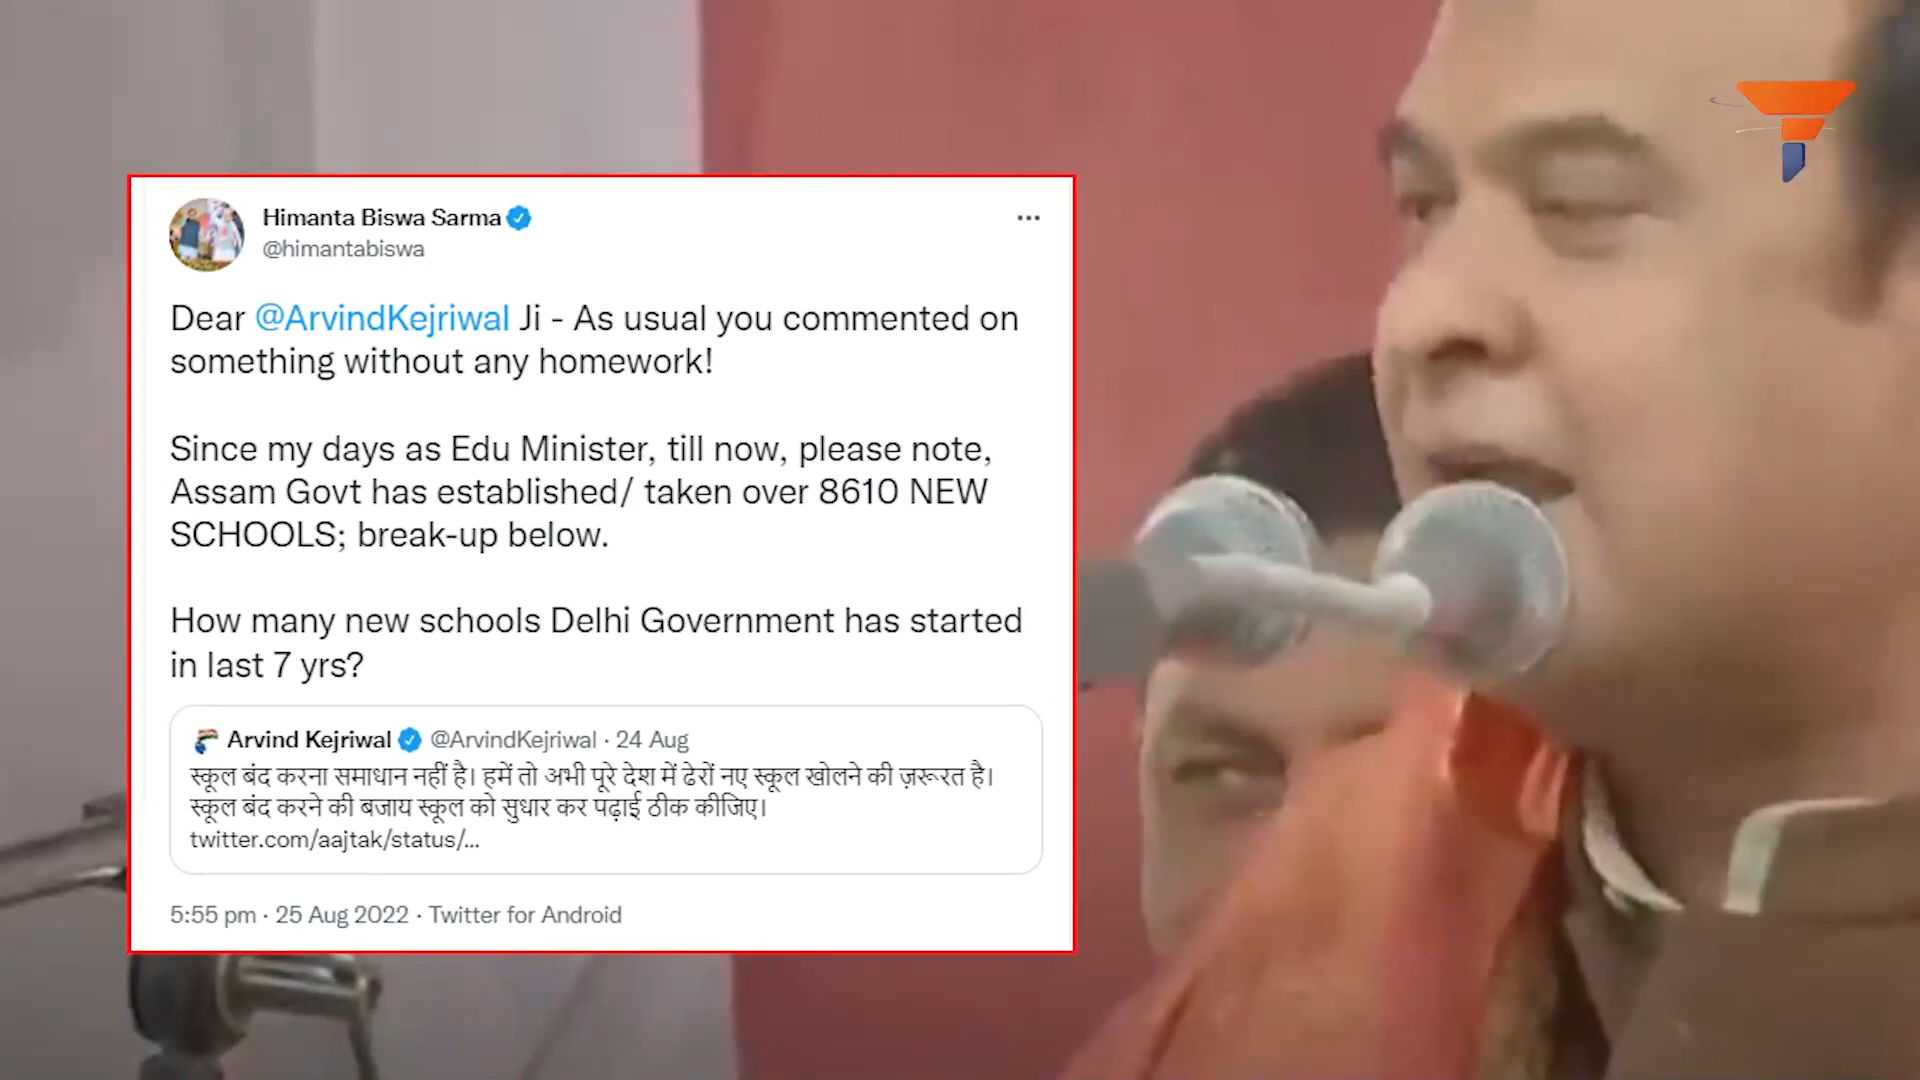 Himanta Biswa Sarma
@himantabiswa
Dear @ArvindKejriwal Ji - As usual you commented on
something without any homework!
Since my days as Edu Minister, till now, please note,
Assam Govt has established/ taken over 8610 NEW
SCHOOLS; break-up below.
How many new schools Delhi Government has started
in last 7 yrs?
Arvind Kejriwal @ArvindKejriwal · 24 Aug
स्कूल बंद करना समाधान नहीं है। हमें तो अभी पूरे देश में ढेरों नए स्कूल खोलने की ज़रूरत है।
स्कूल बंद करने की बजाय स्कूल को सुधार कर पढ़ाई ठीक कीजिए।
twitter.com/aajtak/status/...
5:55 pm · 25 Aug 2022 · Twitter for Android